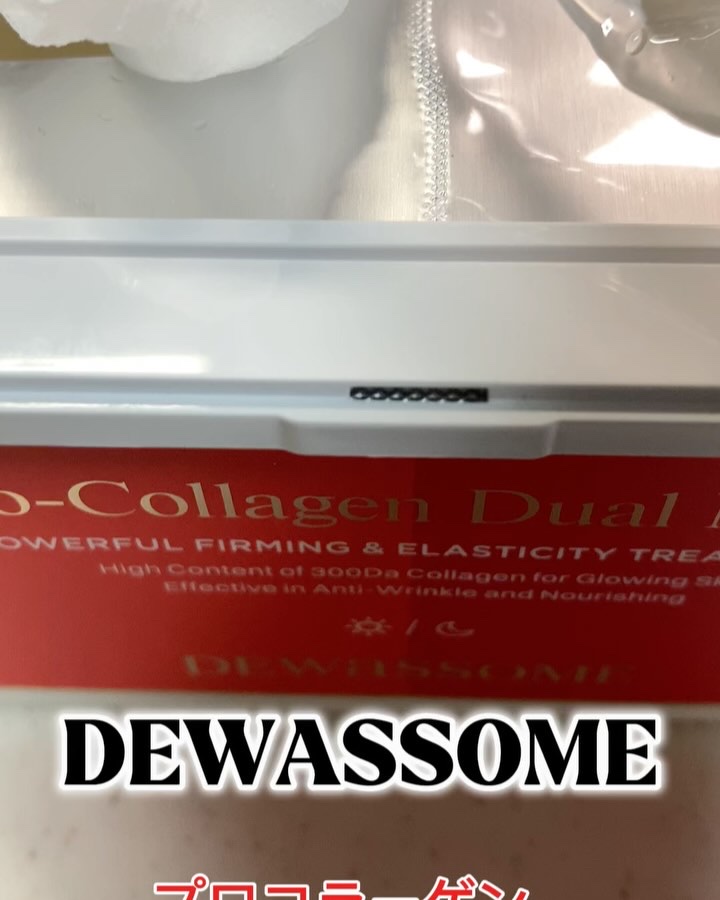 o-Collagen Dual
OWERFUL FIRMING & ELASTICITY TREA
High Content of 300Da Collagen for Glowing
Effective in Anti-Wrinkle and Nourishing
DEWASSOME
DEWASSOME
プロコラーゲン